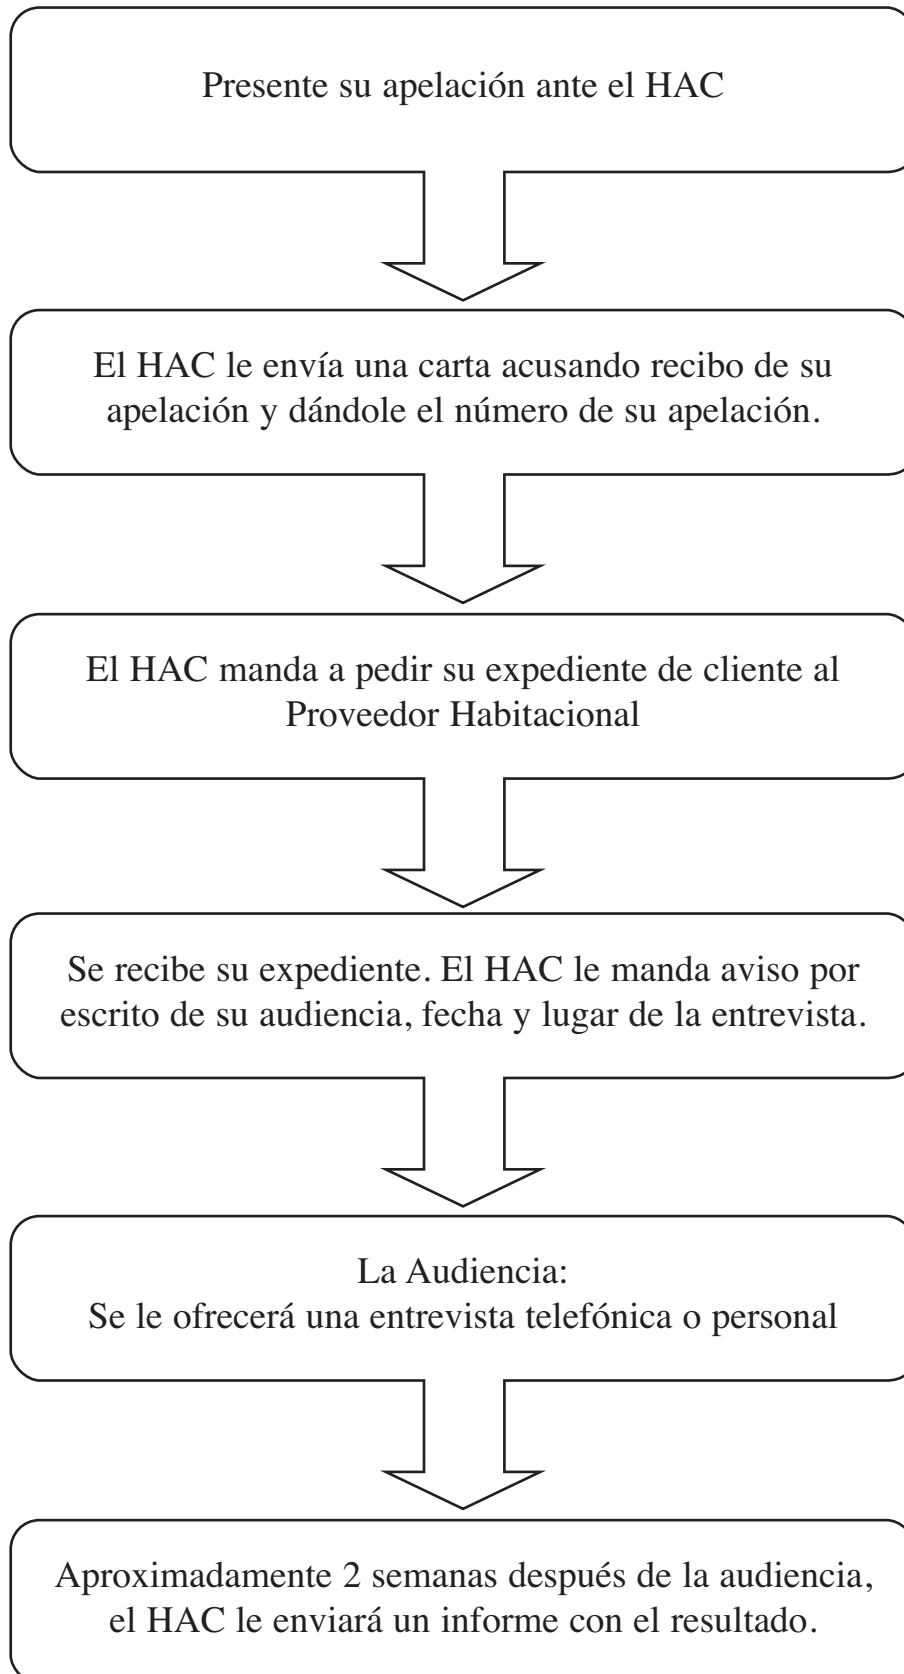 Presente su apelación ante el HAC
El HAC le envía una carta acusando recibo de su
apelación y dándole el número de su apelación.
El HAC manda a pedir su expediente de cliente al
Proveedor Habitacional
Se recibe su expediente. El HAC le manda aviso por
escrito de su audiencia, fecha y lugar de la entrevista.
La Audiencia:
Se le ofrecerá una entrevista telefónica o personal
Aproximadamente 2 semanas después de la audiencia,
el HAC le enviará un informe con el resultado.